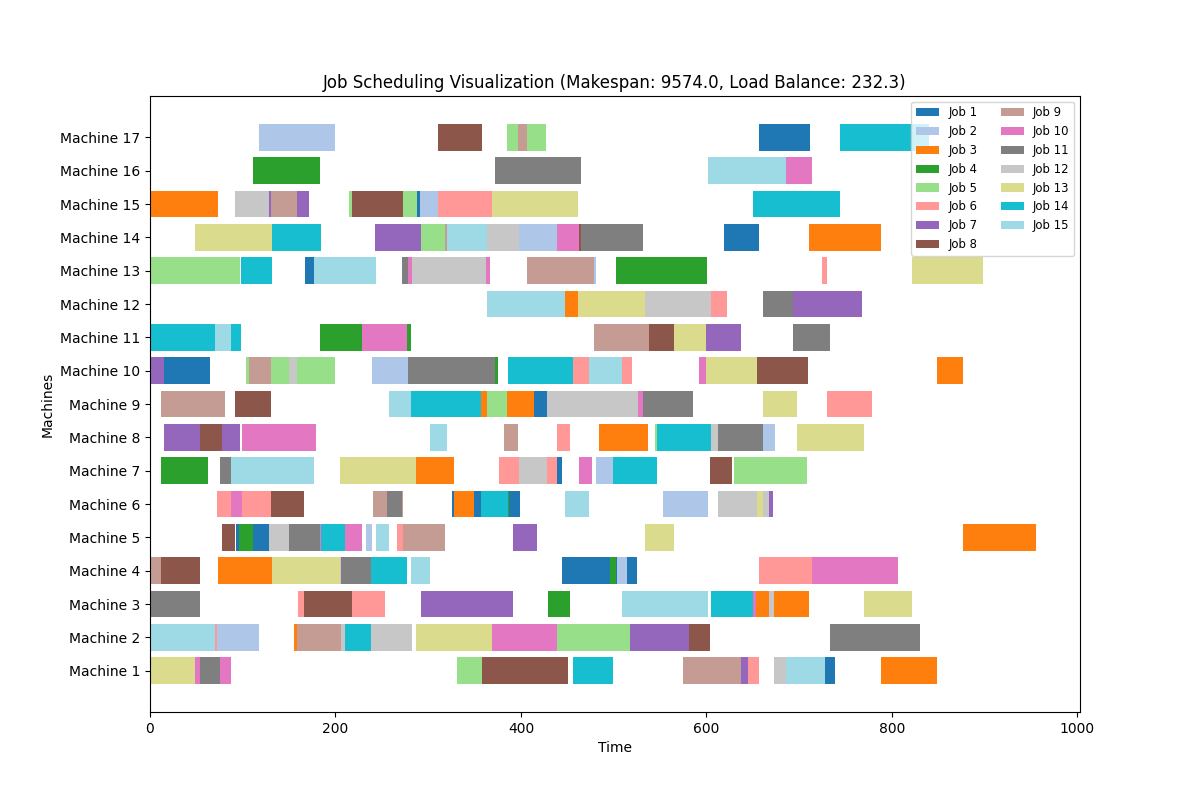 Job Scheduling Visualization (Makespan: 9574.0, Load Balance: 232.3)
Machine 17
Machine 16
Machine 15
Machine 14
Machine 13
Machine 12
Machine 11
Machine 10
Machine 9
Machine 8
Machine 7
Machine 6
Machine 5
Machine 4
Machine 3
Machine 2
Machine 1
Machines
0 200 400 600 800 1000
Time
Job 1
Job 2
Job 3
Job 4
Job 5
Job 6
Job 7
Job 8
Job 9
Job 10
Job 11
Job 12
Job 13
Job 14
Job 15